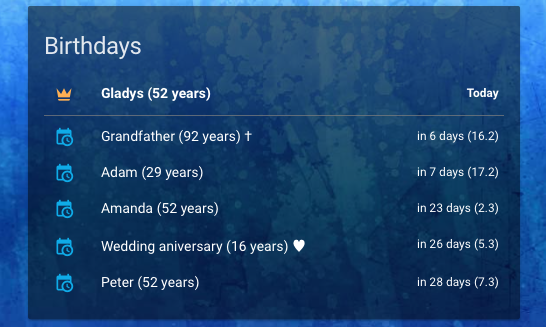 Birthdays
Gladys (52 years) Today
Grandfather (92 years) ✝ in 6 days (16.2)
Adam (29 years) in 7 days (17.2)
Amanda (52 years) in 23 days (2.3)
Wedding aniversary (16 years) ♥ in 26 days (5.3)
Peter (52 years) in 28 days (7.3)